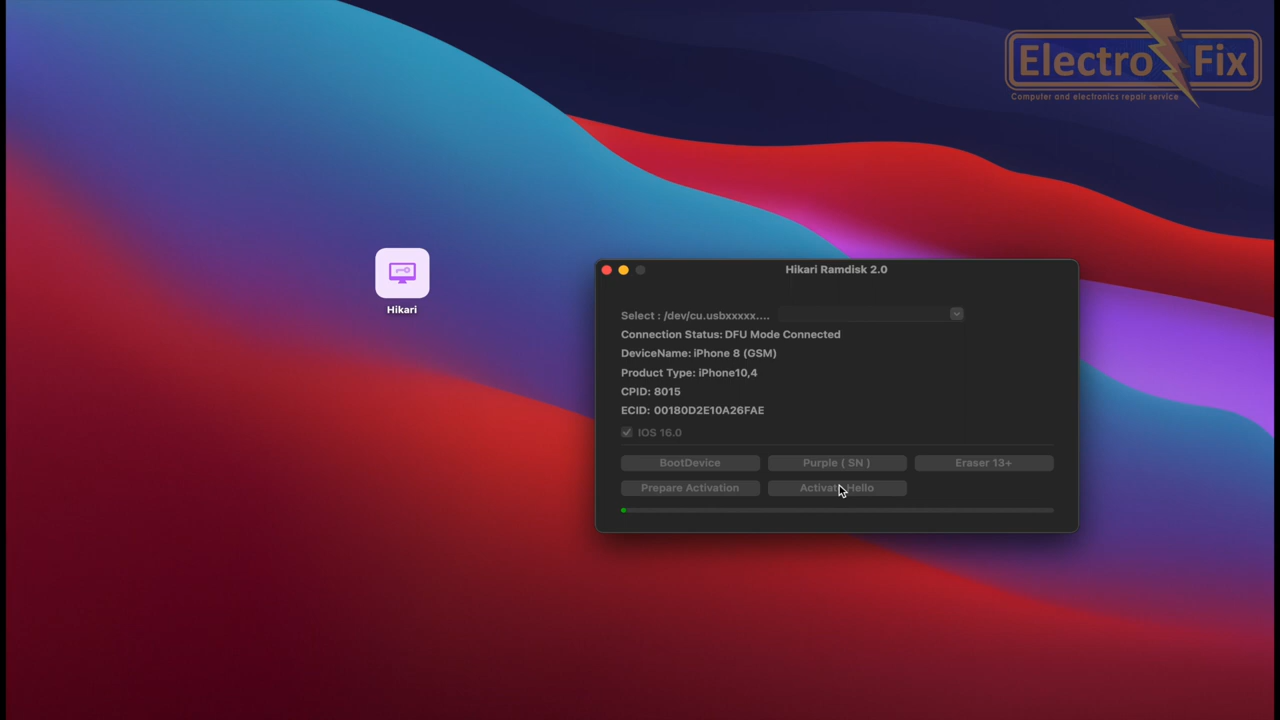 Electro Fix
Computer and electronics repair service
Hikari
Hikari Ramdisk 2.0
Select : /dev/cu.usbxxxxx....
Connection Status: DFU Mode Connected
DeviceName: iPhone 8 (GSM)
Product Type: iPhone10,4
CPID: 8015
ECID: 00180D2E10A26FAE
IOS 16.0
BootDevice Purple ( SN ) Eraser 13+
Prepare Activation Activate Hello